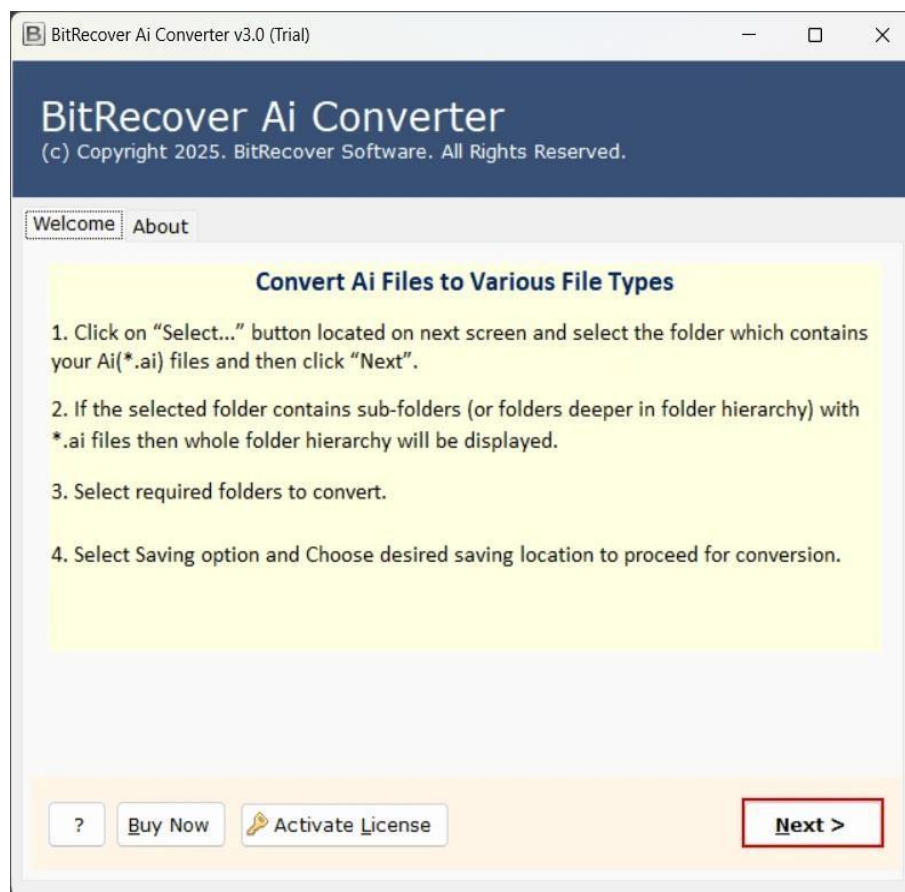 BitRecover Ai Converter v3.0 (Trial)
BitRecover Ai Converter
(c) Copyright 2025. BitRecover Software. All Rights Reserved.
Welcome About
Convert Ai Files to Various File Types
1. Click on “Select...” button located on next screen and select the folder which contains
your Ai(*.ai) files and then click “Next”.
2. If the selected folder contains sub-folders (or folders deeper in folder hierarchy) with
*.ai files then whole folder hierarchy will be displayed.
3. Select required folders to convert.
4. Select Saving option and Choose desired saving location to proceed for conversion.
? Buy Now Activate License Next >